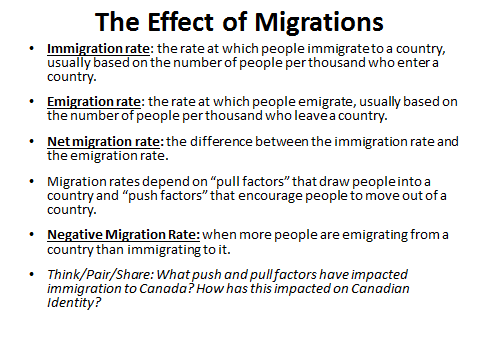 The Effect of Migrations
• Immigration rate: the rate at which people immigrate to a country,
usually based on the number of people per thousand who enter a
country.
• Emigration rate: the rate at which people emigrate, usually based on
the number of people per thousand who leave a country.
• Net migration rate: the difference between the immigration rate and
the emigration rate.
• Migration rates depend on “pull factors” that draw people into a
country and “push factors” that encourage people to move out of a
country.
• Negative Migration Rate: when more people are emigrating from a
country than immigrating to it.
• Think/Pair/Share: What push and pull factors have impacted
immigration to Canada? How has this impacted on Canadian
Identity?